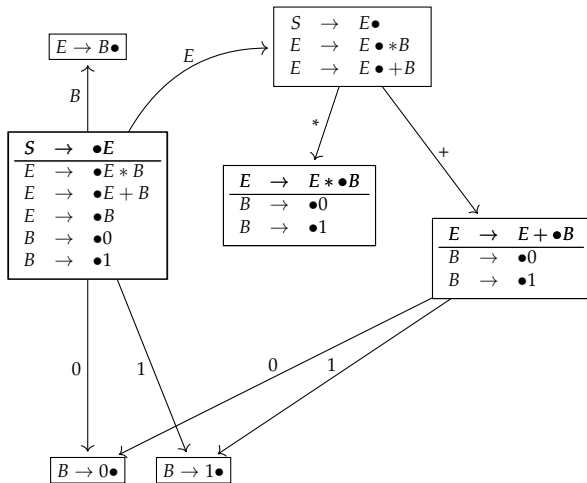 S → E●
E → E● ∗B
E → E● +B
E → B●
E
B
S → ●E
E → ●E ∗ B
E → ●E + B
E → ●B
B → ●0
B → ●1
*
+
E → E ∗ ●B
B → ●0
B → ●1
E → E + ●B
B → ●0
B → ●1
0
1
0
1
B → 0●
B → 1●